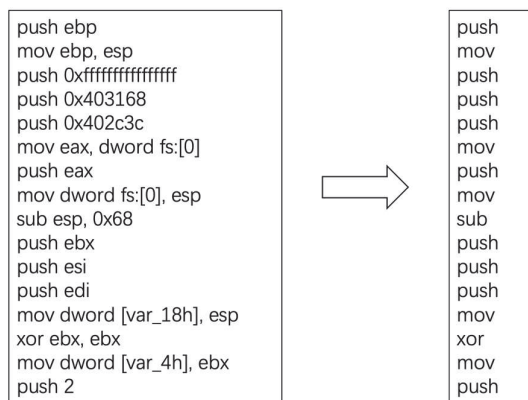 push ebp
mov ebp, esp
push 0xffffffffffffffff
push 0x403168
push 0x402c3c
mov eax, dword fs:[0]
push eax
mov dword fs:[0], esp
sub esp, 0x68
push ebx
push esi
push edi
mov dword [var_18h], esp
xor ebx, ebx
mov dword [var_4h], ebx
push 2
push
mov
push
push
push
mov
push
mov
sub
push
push
push
mov
xor
mov
push